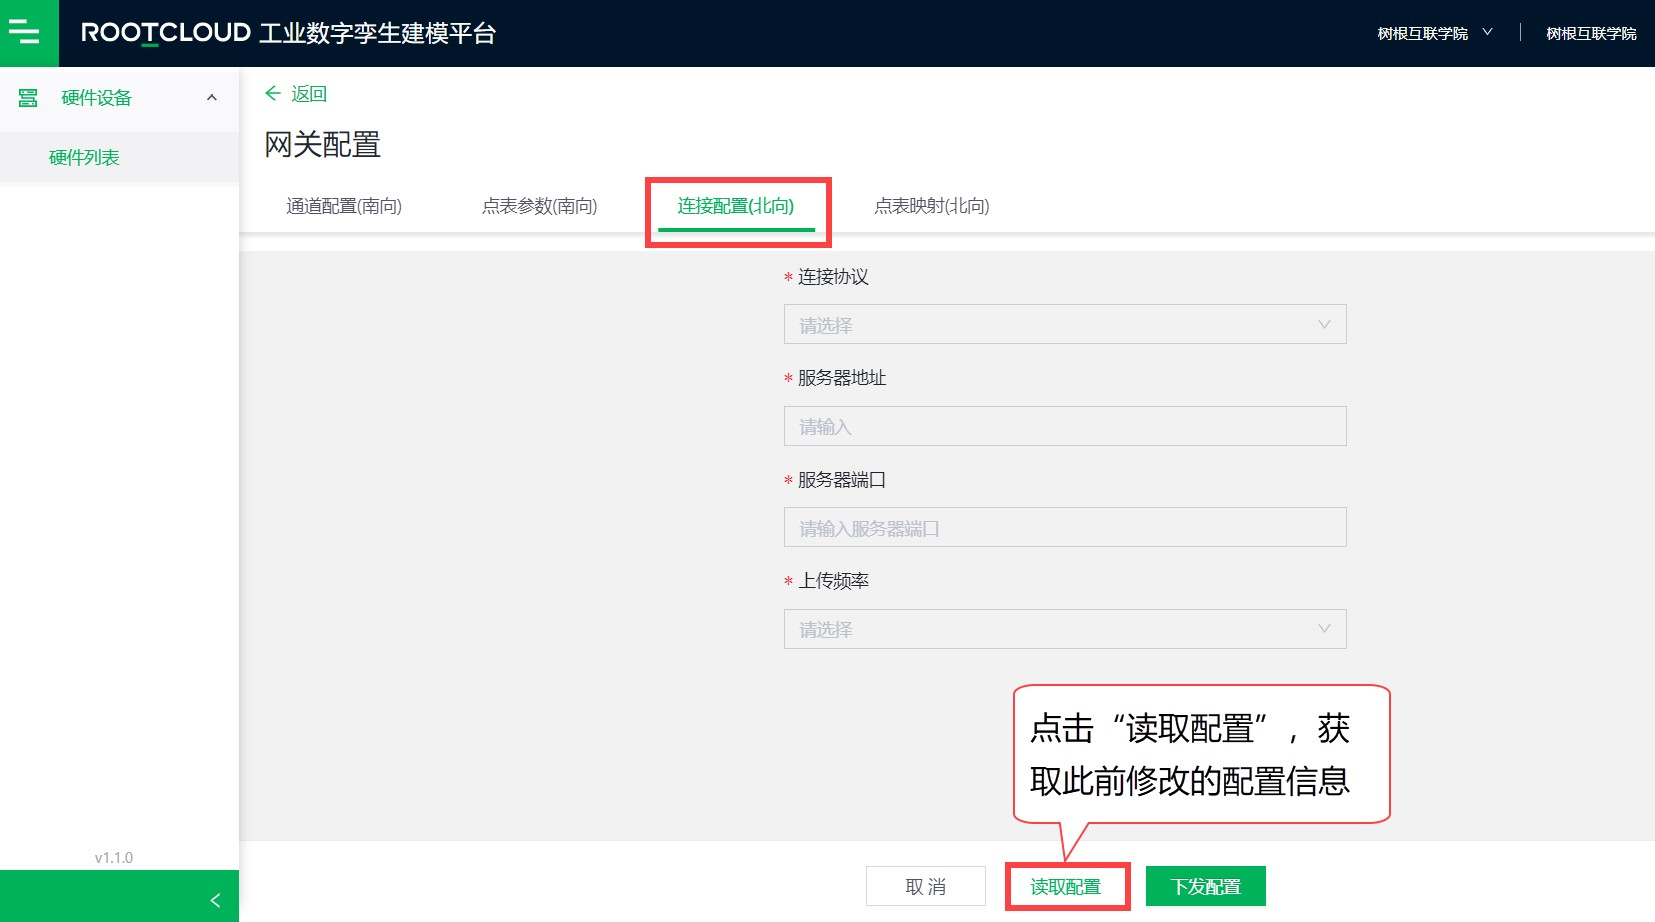 ROOTCLOUD 工业数字孪生建模平台
树根互联学院
树根互联学院
硬件设备
硬件列表
返回
网关配置
通道配置(南向)
点表参数(南向)
连接配置(北向)
点表映射(北向)
* 连接协议
请选择
* 服务器地址
请输入
* 服务器端口
请输入服务器端口
* 上传频率
请选择
点击“读取配置”，获
取此前修改的配置信息
v1.1.0
取 消
读取配置
下发配置